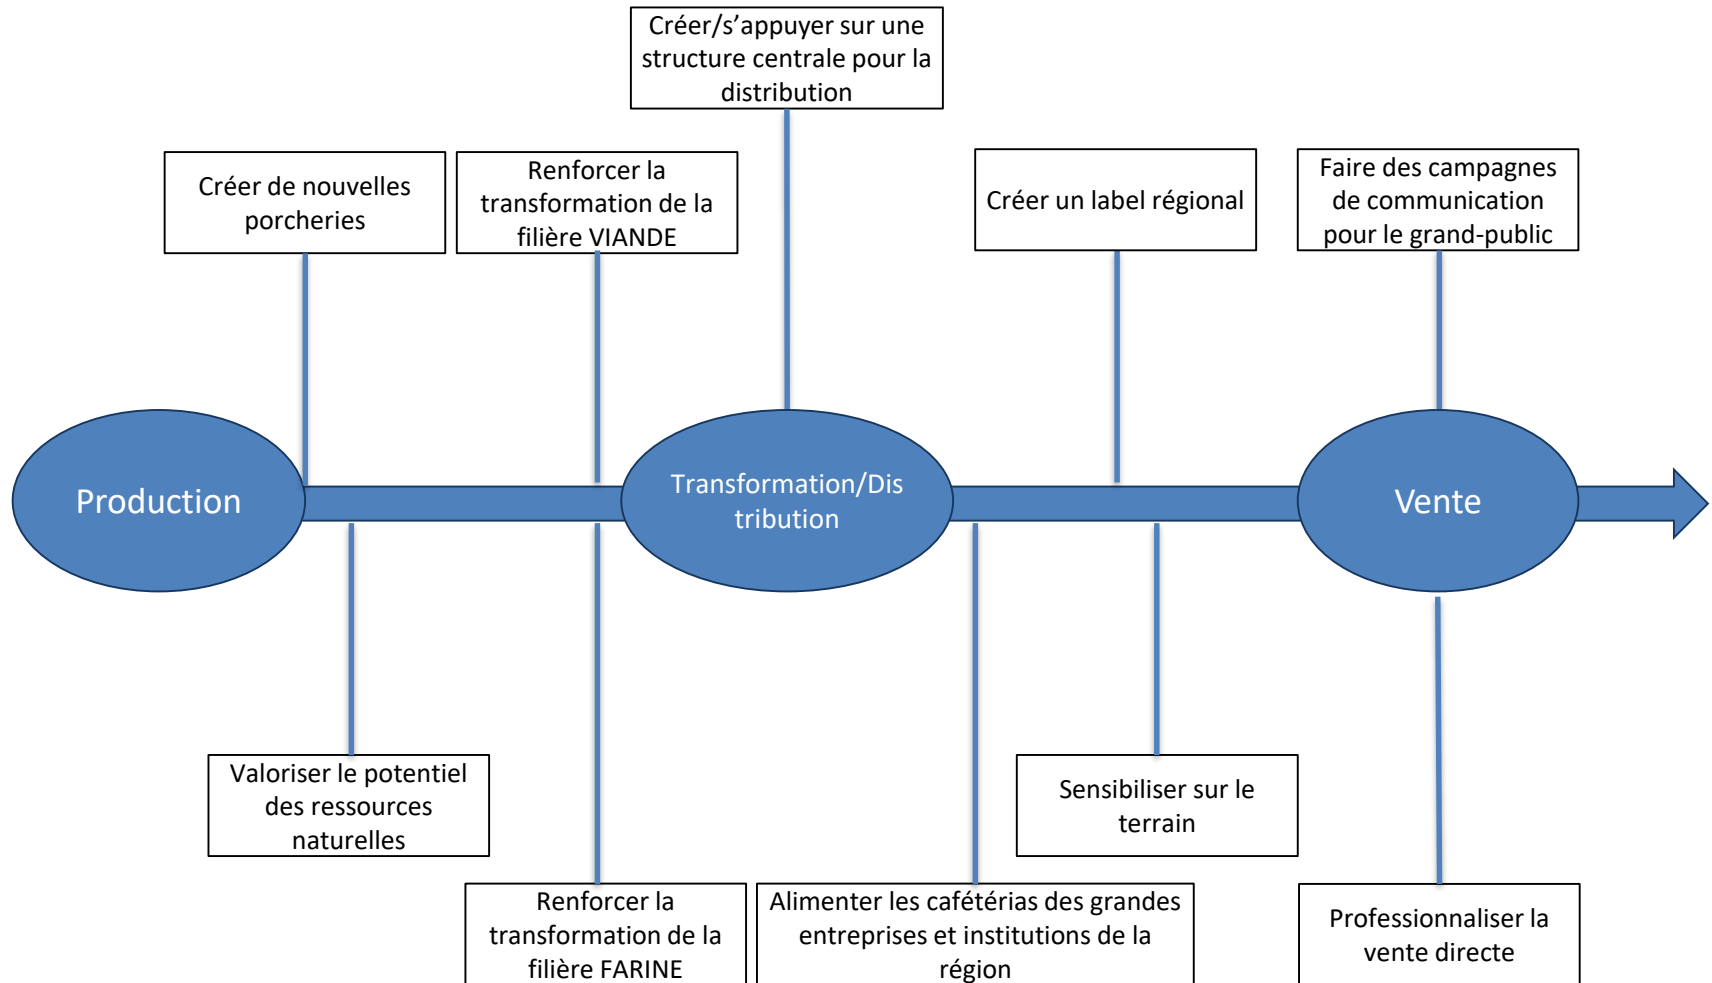 Créer/s’appuyer sur une
structure centrale pour la
distribution
Créer de nouvelles
porcheries
Renforcer la
transformation de la
filière VIANDE
Créer un label régional
Faire des campagnes
de communication
pour le grand-public
Production
Transformation/Dis
tribution
Vente
Valoriser le potentiel
des ressources
naturelles
Sensibiliser sur le
terrain
Renforcer la
transformation de la
filière FARINE
Alimenter les cafétérias des grandes
entreprises et institutions de la
région
Professionnaliser la
vente directe